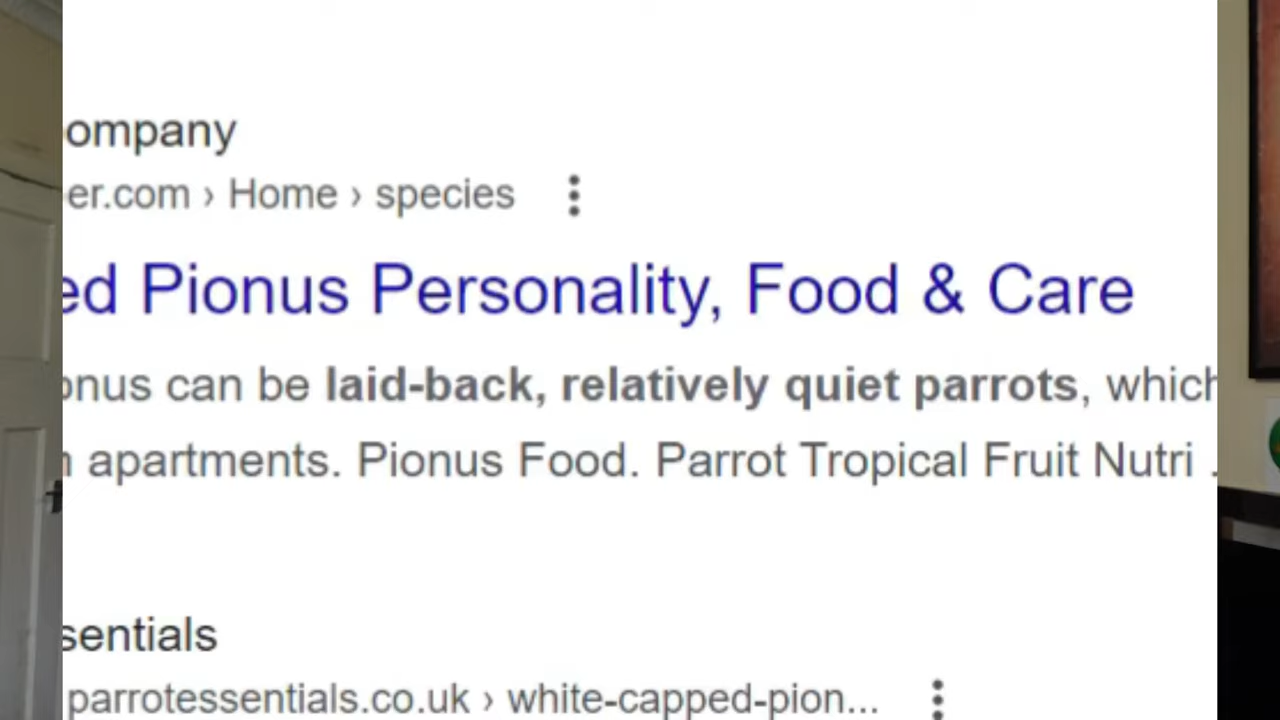 ompany
er.com › Home › species
ed Pionus Personality, Food & Care
onus can be laid-back, relatively quiet parrots, which
apartments. Pionus Food. Parrot Tropical Fruit Nutri .
sentials
parrotessentials.co.uk › white-capped-pion...